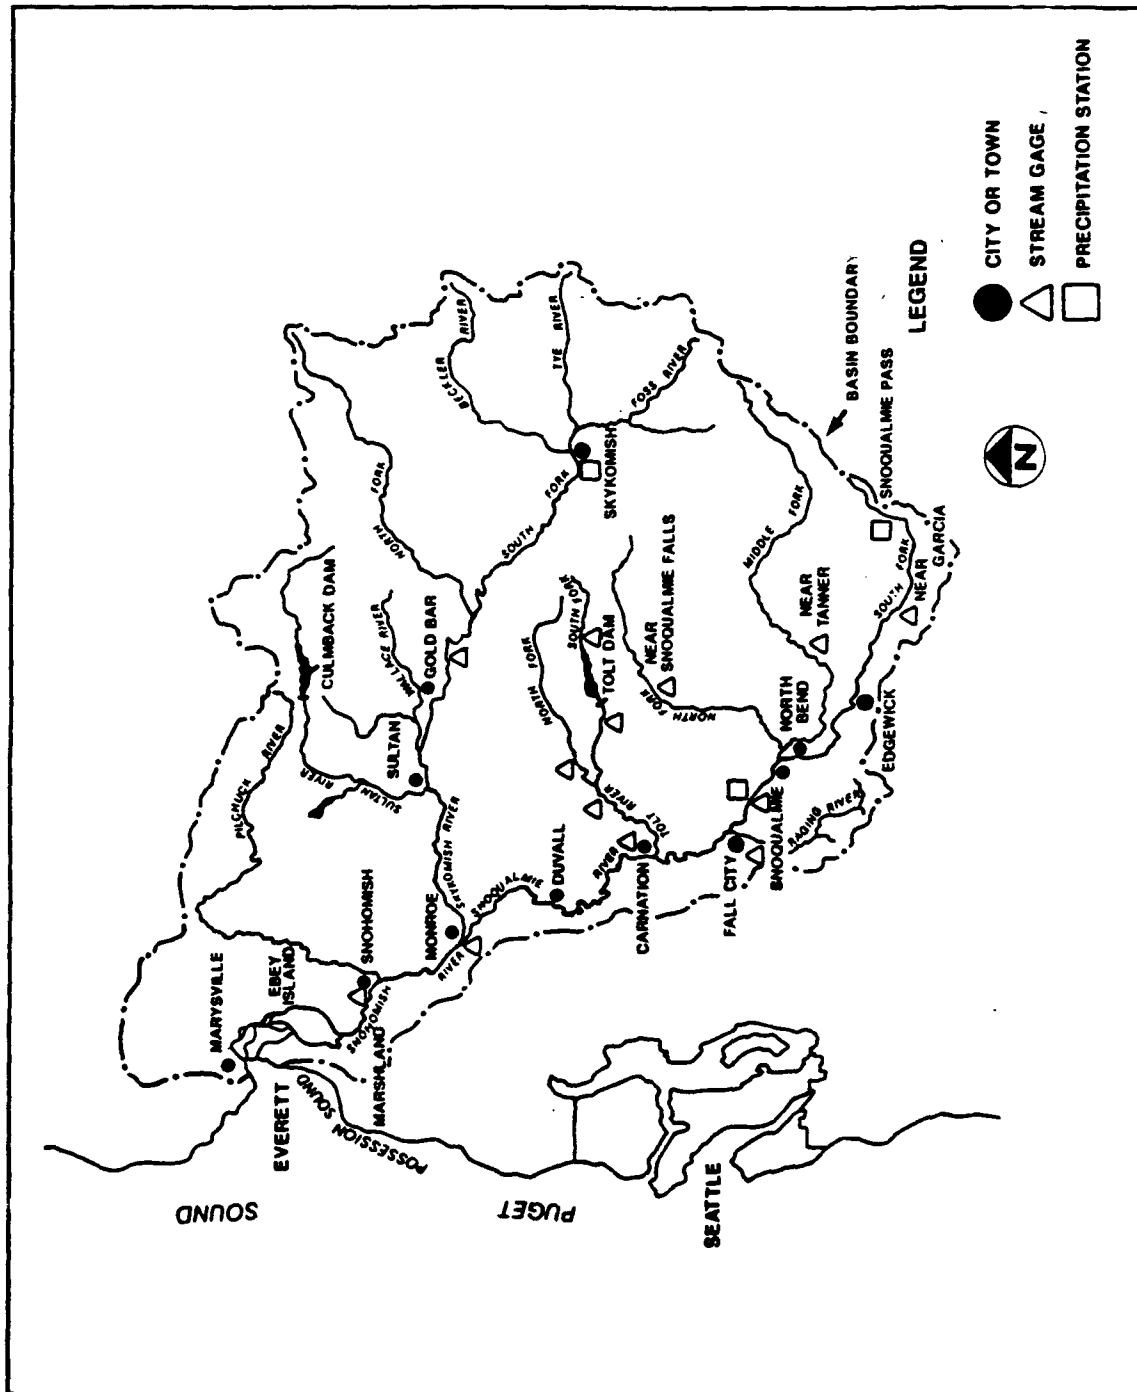 MARYSVILLE
EBEY
ISLAND
EVERETT
SOUND
POSSESSION SOUND
MARSHLAND
SNOHOMISH
SNOHOMISH
RIVER
PILCHUCK
RIVER
MONROE
SKYKOMISH RIVER
SULTAN
SULTAN
RIVER
CULMBACK DAM
WALLACE RIVER
GOLD BAR
NORTH
FORK
SOUTH
FORK
BECKLER
RIVER
TYE RIVER
FOSS RIVER
SKYKOMISH
PUGET
SEATTLE
SNOQUALMIE
RIVER
DUVALL
CARNATION
TOLT
RIVER
NORTH
FORK
SOUTH FORK
TOLT DAM
NEAR
SNOQUALMIE FALLS
NORTH
FORK
MIDDLE
FORK
NEAR
TANNER
NORTH
BEND
FALL CITY
SNOQUALMIE
RAGING RIVER
EDGEWICK
SOUTH
FORK
NEAR
GARCIA
SNOQUALMIE PASS
BASIN BOUNDARY
N
LEGEND
CITY OR TOWN
STREAM GAGE
PRECIPITATION STATION